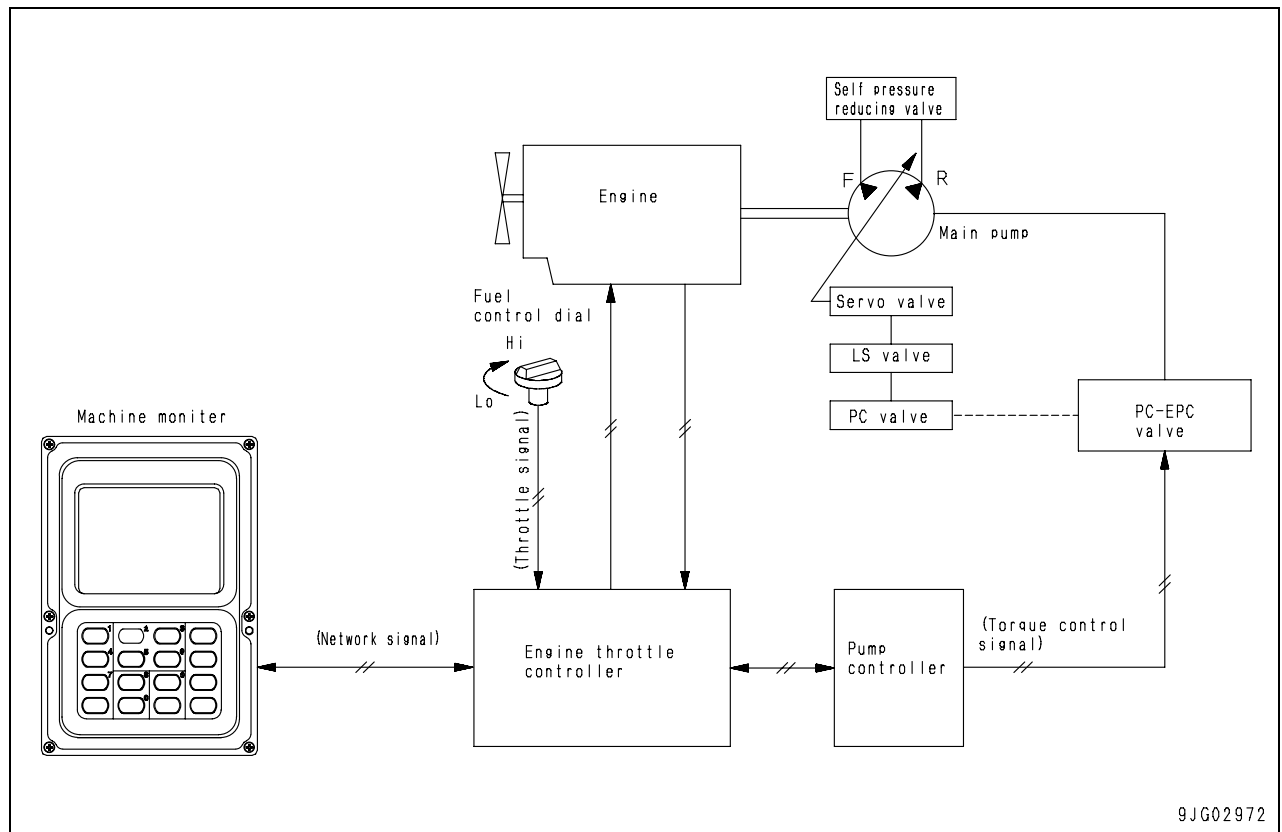 Self pressure
reducing valve
Engine
F
R
Main pump
Fuel
control dial
Hi
Lo
Servo valve
LS valve
PC valve
PC-EPC
valve
Machine moniter
(Throttle signal)
(Network signal)
Engine throttle
controller
Pump
controller
(Torque control
signal)
9JG02972